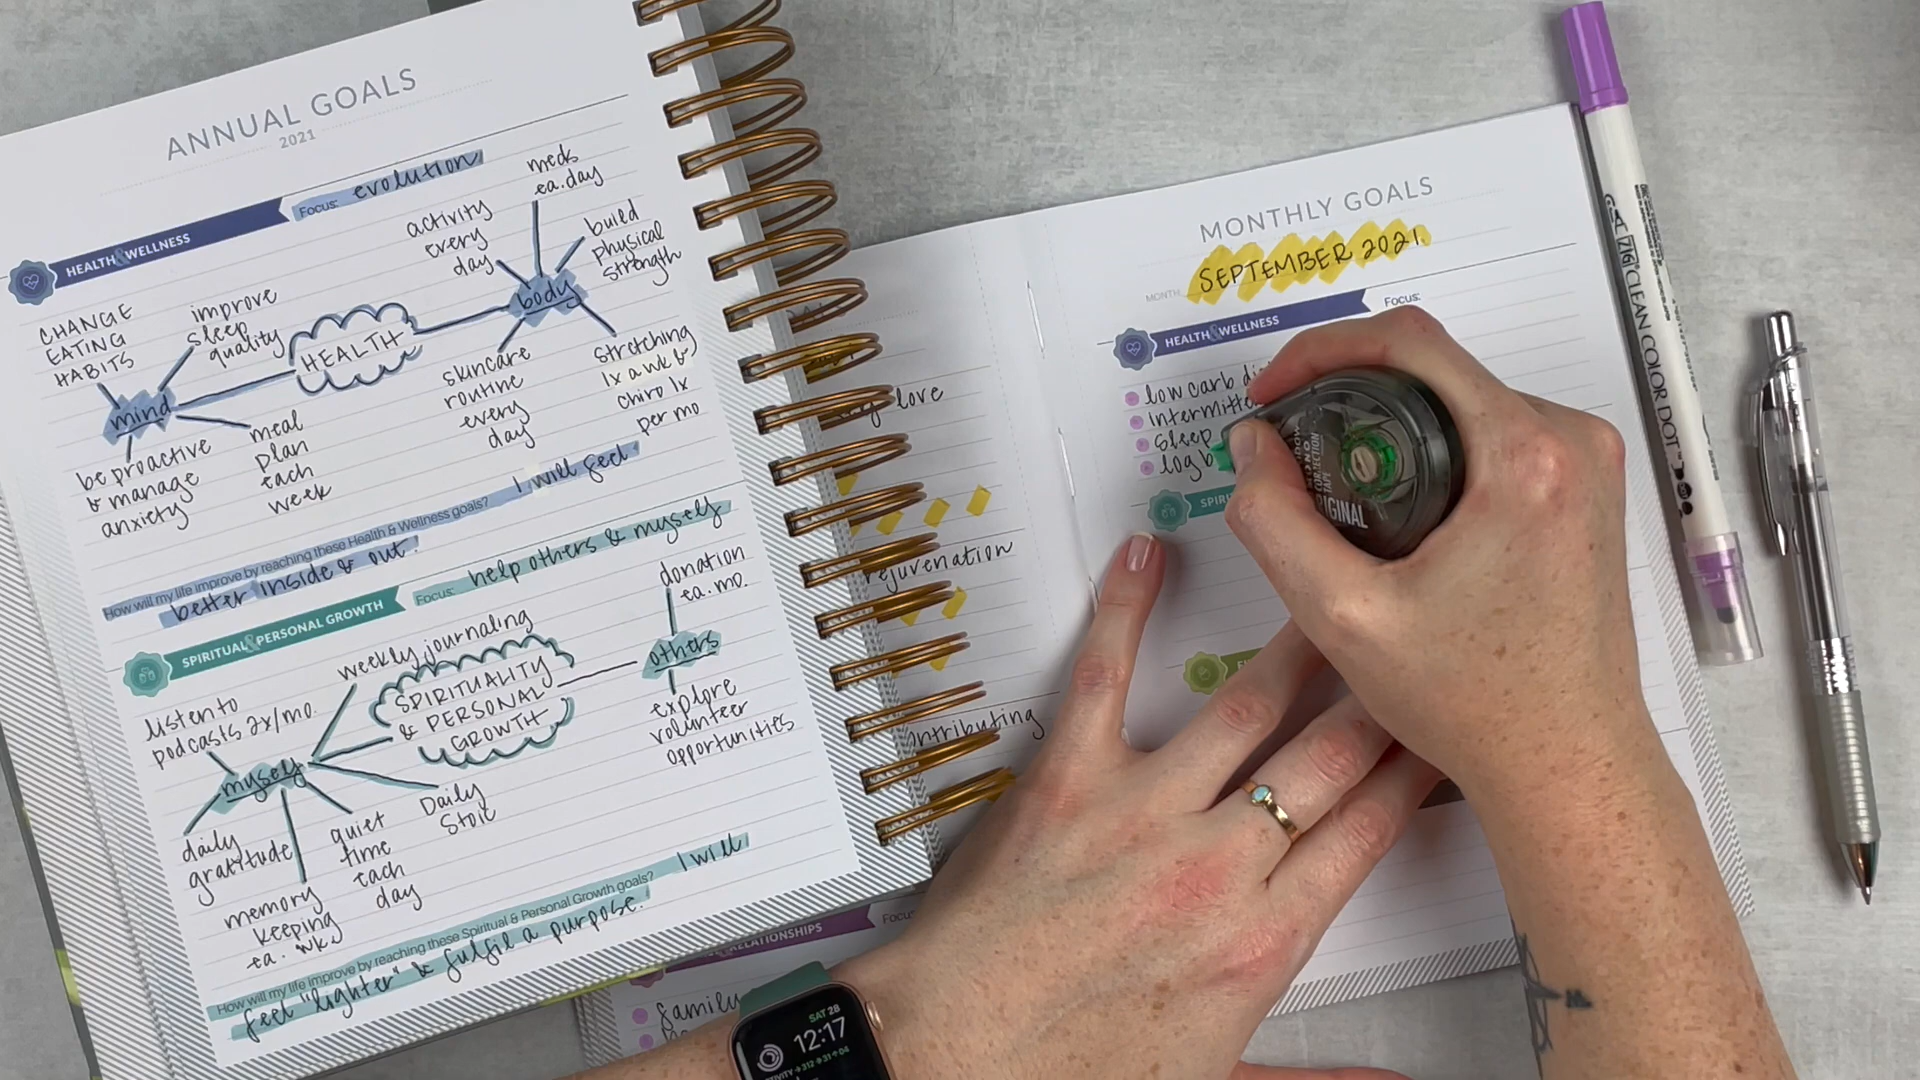 ANNUAL GOALS
2021
HEALTH & WELLNESS
Focus: evolution
CHANGE
EATING
HABITS
improve
sleep
quality
HEALTH
activity
every
day
meds
ea. day
build
physical
strength
body
mind
be proactive
& manage
anxiety
meal
plan
each
week
skincare
routine
every
day
stretching
1x a wk &
chiro 1x
per mo
How will my life improve by reaching these Health & Wellness goals? I will feel
better inside & out.
SPIRITUAL & PERSONAL GROWTH
Focus: help others & myself
listen to
podcasts 2x/mo.
weekly journaling
SPIRITUALITY
& PERSONAL
GROWTH
donation
ea. mo.
others
explore
volunteer
opportunities
myself
daily
gratitude
memory
keeping
ea. wk.
quiet
time
each
day
Daily
Stoic
How will my life improve by reaching these Spiritual & Personal Growth goals? I will
feel "lighter" & fulfil a purpose.
love
rejuvenation
MONTHLY GOALS
MONTH: SEPTEMBER 2021
HEALTH & WELLNESS
Focus:
low carb
sleep
RELATIONSHIPS
family
SAT 28
12:17
ZIG CLEAN COLOR DOT
MONO
CORRECTION
TAPE